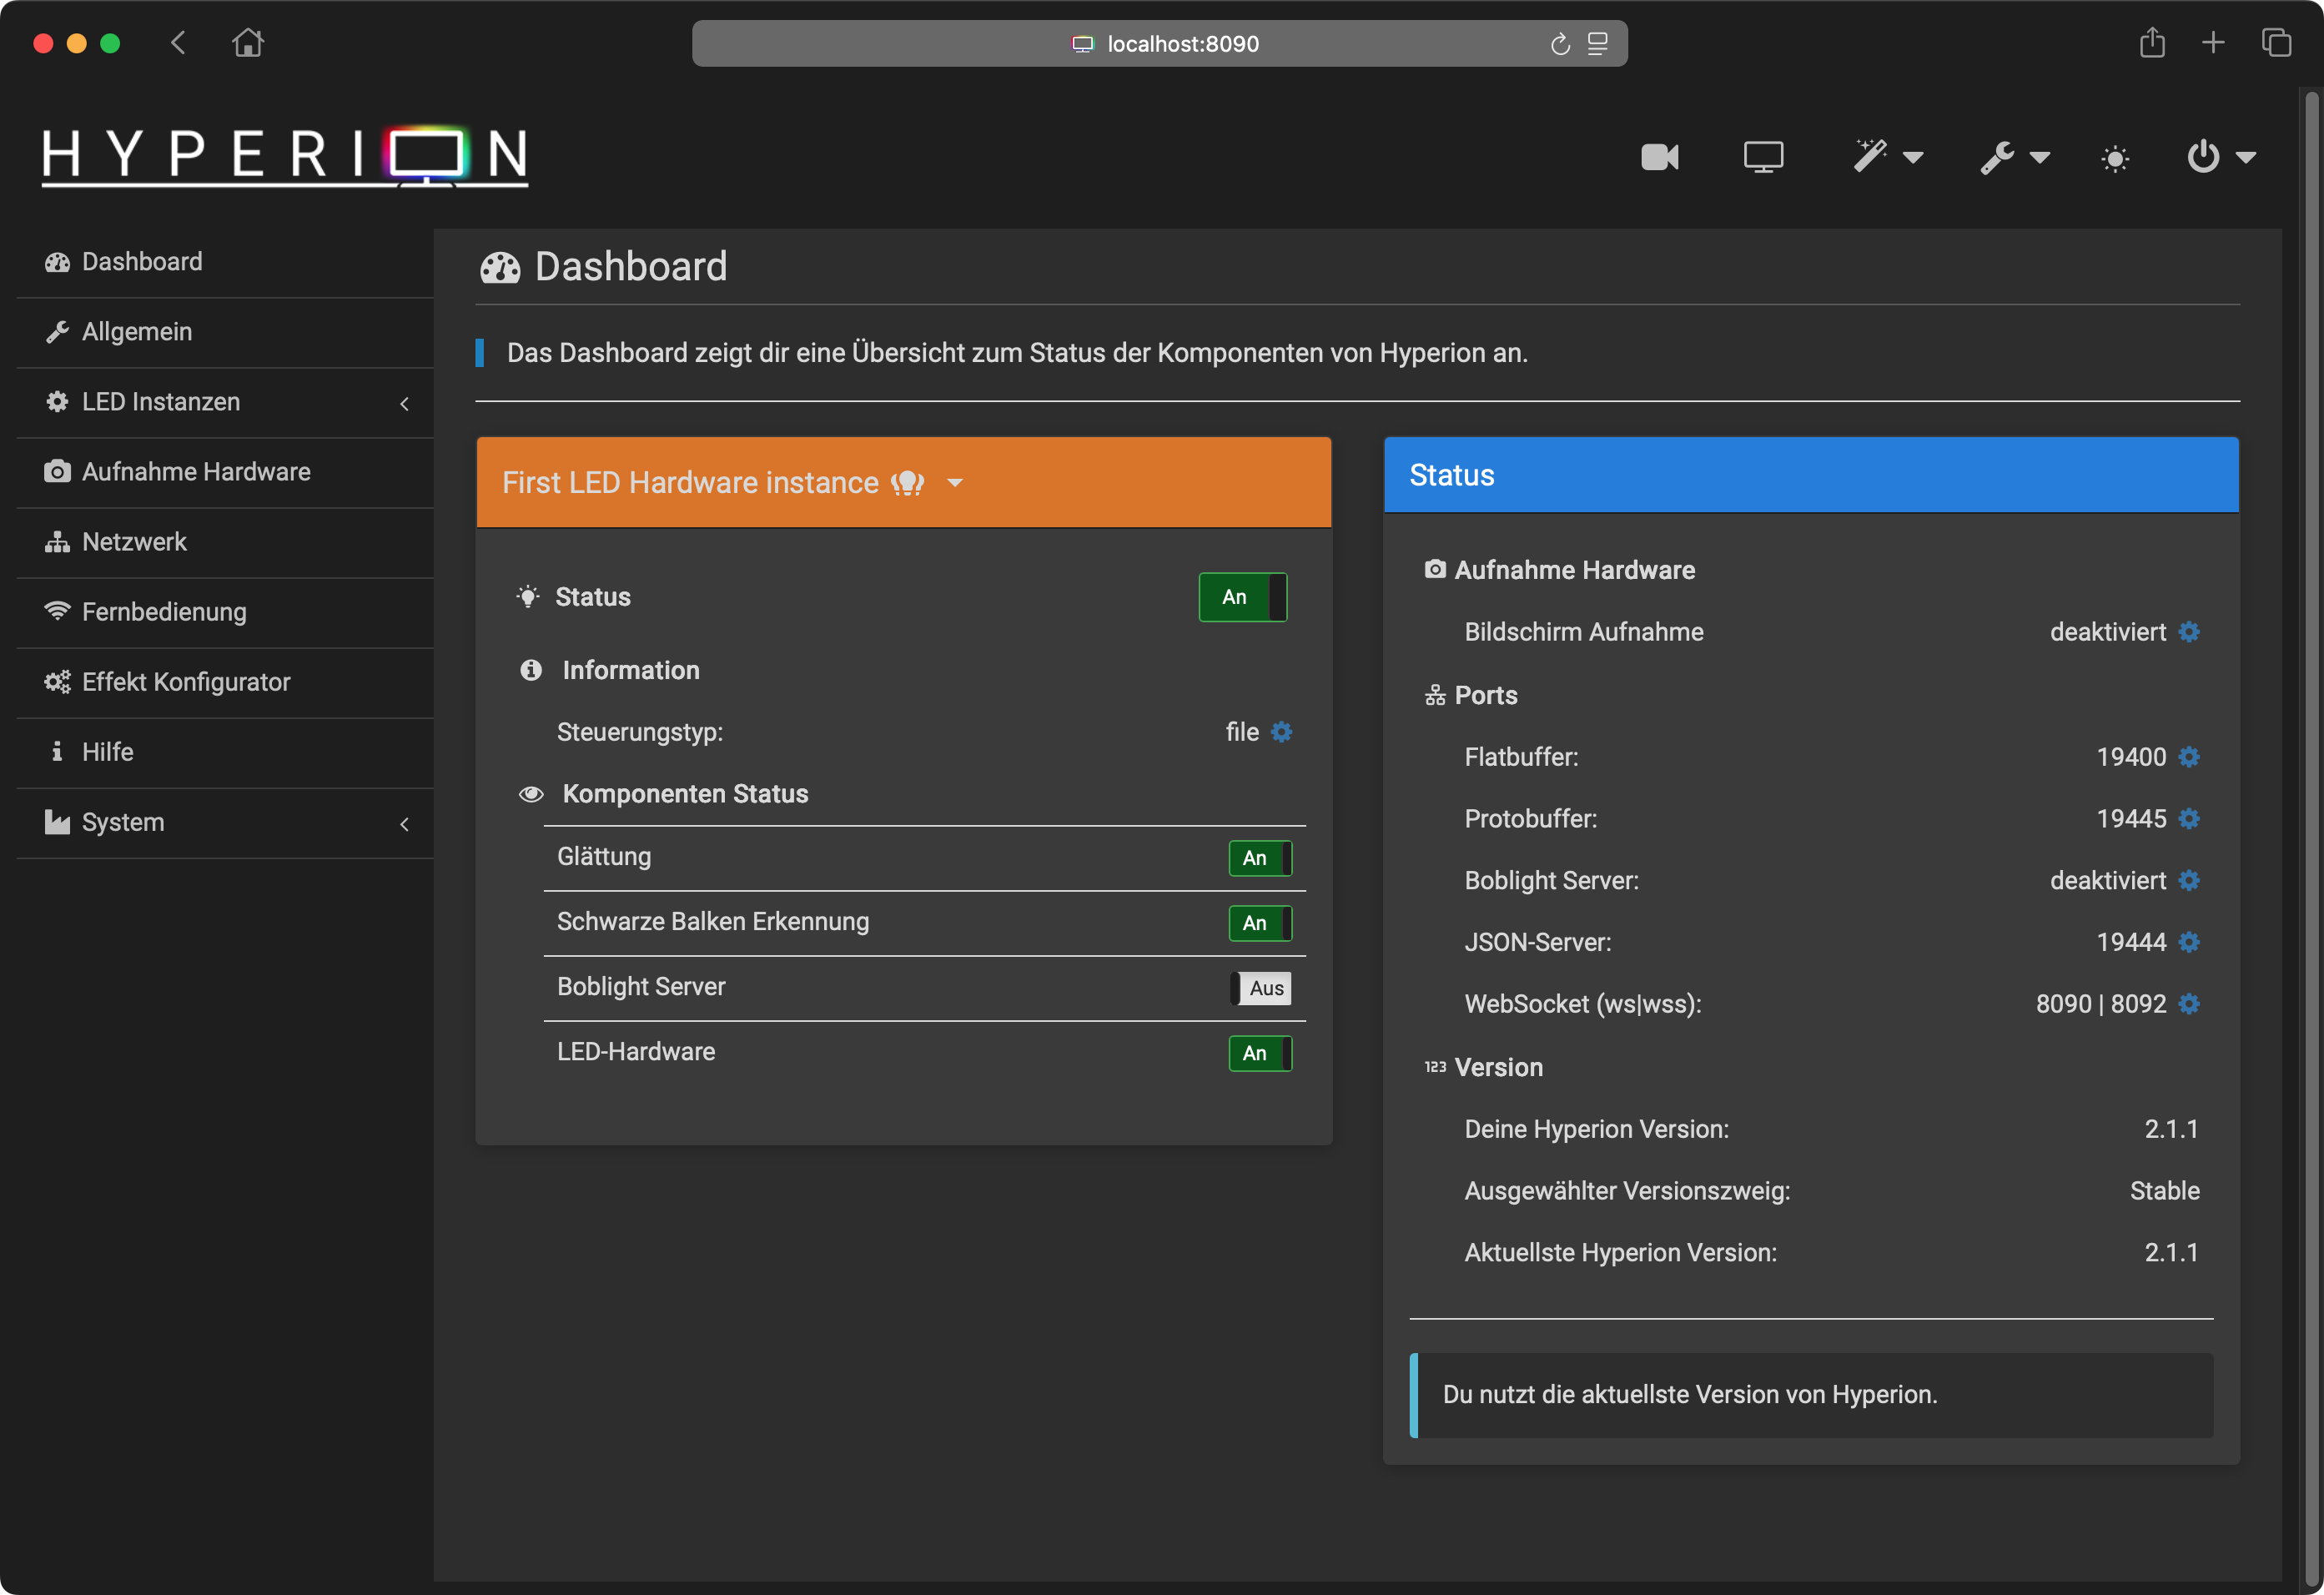 localhost:8090
HYPERION
Dashboard
Allgemein
LED Instanzen
Aufnahme Hardware
Netzwerk
Fernbedienung
Effekt Konfigurator
Hilfe
System
Dashboard
Das Dashboard zeigt dir eine Übersicht zum Status der Komponenten von Hyperion an.
First LED Hardware instance
Status An
Information
Steuerungstyp: file
Komponenten Status
Glättung An
Schwarze Balken Erkennung An
Boblight Server Aus
LED-Hardware An
Status
Aufnahme Hardware
Bildschirm Aufnahme deaktiviert
Ports
Flatbuffer: 19400
Protobuffer: 19445
Boblight Server: deaktiviert
JSON-Server: 19444
WebSocket (ws|wss): 8090 | 8092
123 Version
Deine Hyperion Version: 2.1.1
Ausgewählter Versionszweig: Stable
Aktuellste Hyperion Version: 2.1.1
Du nutzt die aktuellste Version von Hyperion.